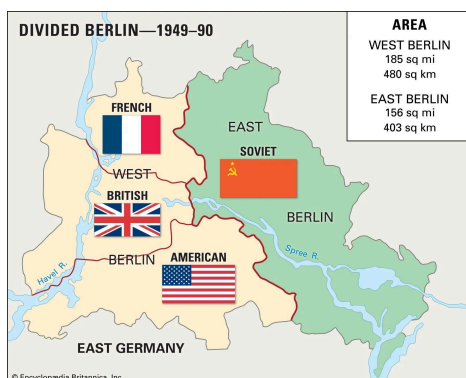 DIVIDED BERLIN—1949–90
AREA
WEST BERLIN
185 sq mi
480 sq km
EAST BERLIN
156 sq mi
403 sq km
FRENCH
EAST
SOVIET
WEST
BRITISH
BERLIN
Havel R.
BERLIN
AMERICAN
Spree R.
EAST GERMANY
© Encyclopædia Britannica, Inc.